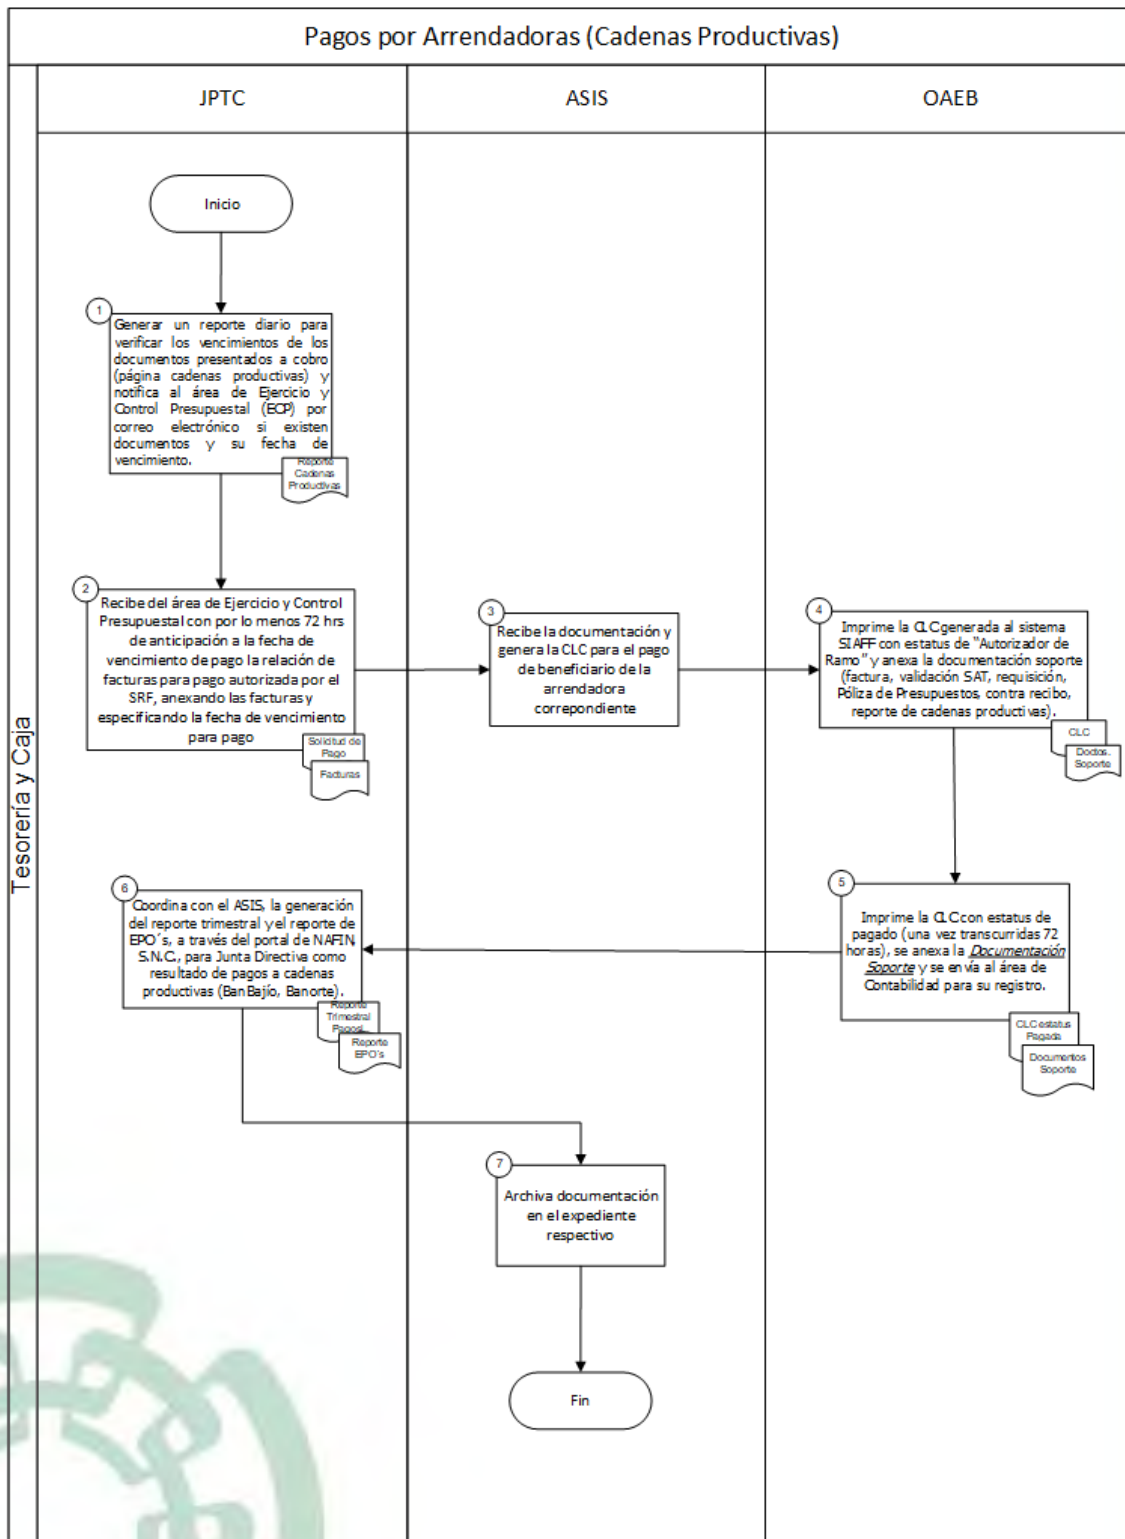 Pagos por Arrendadoras (Cadenas Productivas)
JPTC
ASIS
OAEB
Tesorería y Caja
Inicio
1
Generar un reporte diario para
verificar los vencimientos de los
documentos presentados a cobro
(página cadenas productivas) y
notifica al área de Ejercicio y
Control Presupuestal (ECP) por
correo electrónico si existen
documentos y su fecha de
vencimiento.
Reporte
Cadenas
Productivas
2
Recibe del área de Ejercicio y Control
Presupuestal con por lo menos 72 hrs
de anticipación a la fecha de
vencimiento de pago la relación de
facturas para pago autorizada por el
SRF, anexando las facturas y
especificando la fecha de vencimiento
para pago
Solicitud de
Pago
Facturas
3
Recibe la documentación y
genera la CLC para el pago
de beneficiario de la
arrendadora
correpondiente
4
Imprime la CLC generada al sistema
SIAFF con estatus de "Autorizador de
Ramo" y anexa la documentación soporte
(factura, validación SAT, requisición,
Póliza de Presupuestos, contra recibo,
reporte de cadenas productivas).
CLC
Doctos.
Soporte
5
Imprime la CLC con estatus de
pagado (una vez transcurridas 72
horas), se anexa la Documentación
Soporte y se envía al área de
Contabilidad para su registro.
CLC estatus
Pagada
Documentos
Soporte
6
Coordina con el ASIS, la generación
del reporte trimestral y el reporte de
EPO´s, a través del portal de NAFIN
S.N.C., para Junta Directiva como
resultado de pagos a cadenas
productivas (BanBajío, Banorte).
Reporte
Trimestral
Pagos
Reporte
EPO's
7
Archiva documentación
en el expediente
respectivo
Fin